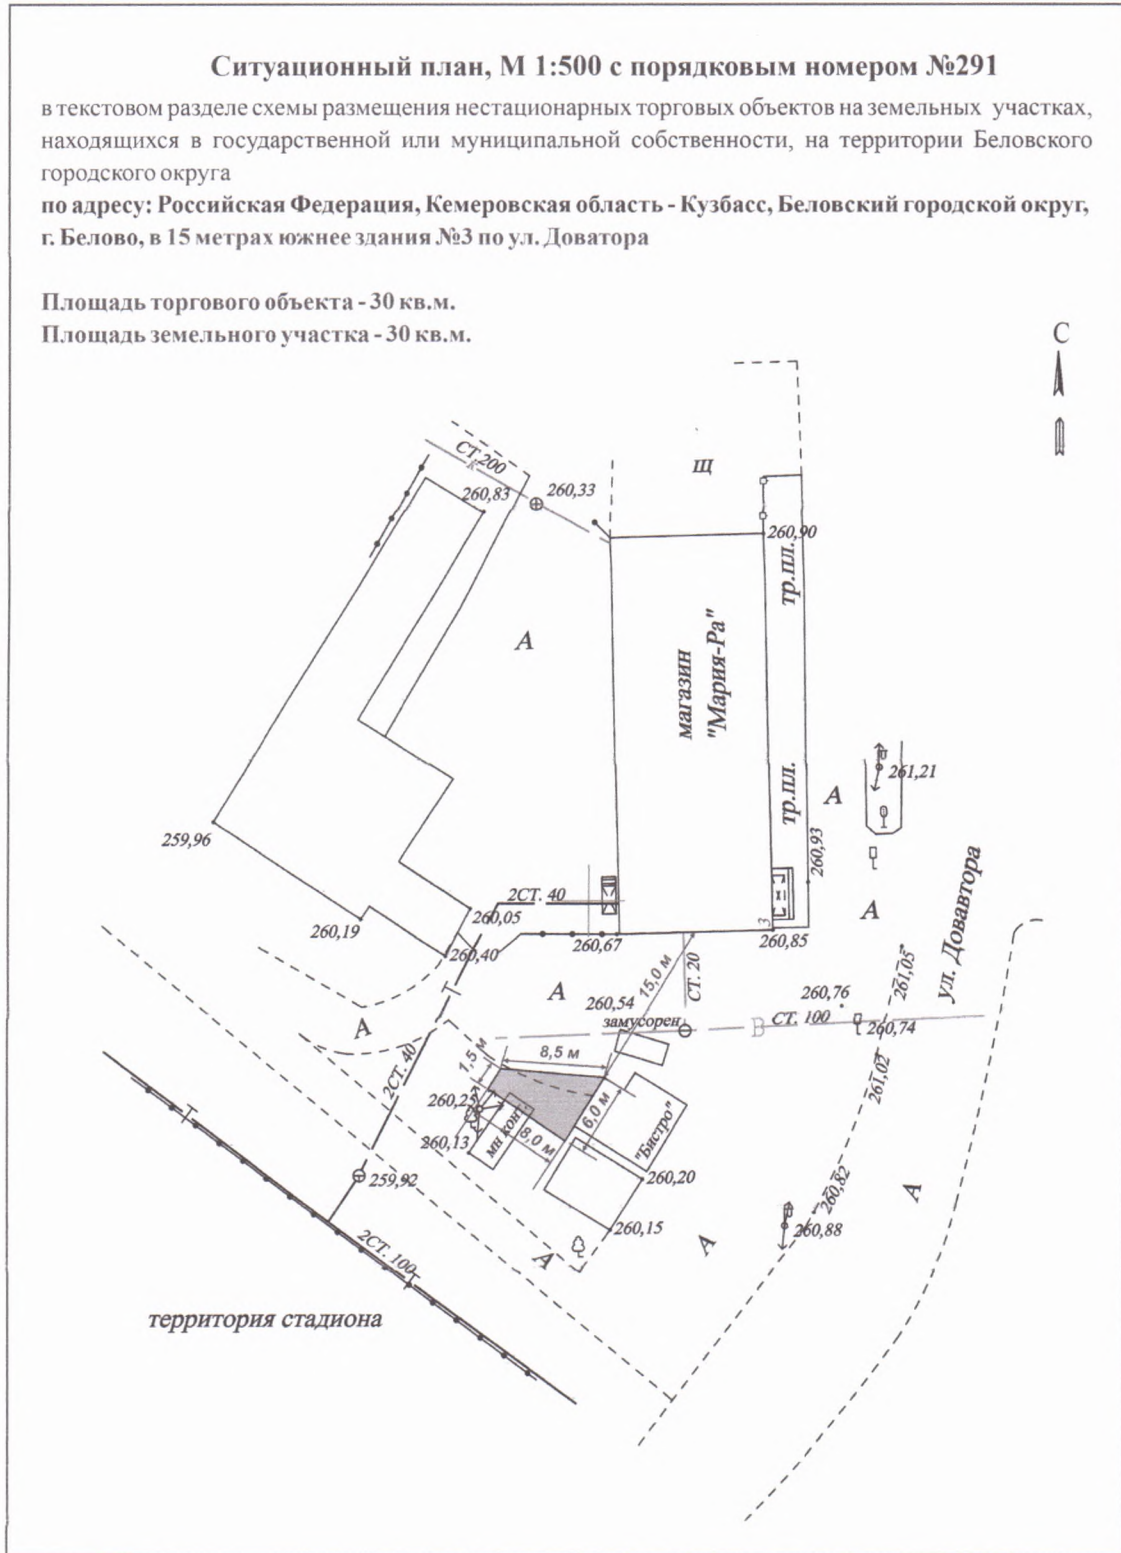 Ситуационный план, М 1:500 с порядковым номером №291
в текстовом разделе схемы размещения нестационарных торговых объектов на земельных участках,
находящихся в государственной или муниципальной собственности, на территории Беловского
городского округа
по адресу: Российская Федерация, Кемеровская область - Кузбасс, Беловский городской округ,
г. Белово, в 15 метрах южнее здания №3 по ул. Доватора
Площадь торгового объекта - 30 кв.м.
Площадь земельного участка - 30 кв.м.
С
СТ.200
К
260,83
260,33
Щ
260,90
тр.пл.
А
магазин
"Мария-Ра"
261,21
тр.пл.
А
259,96
260,93
2СТ. 40
260,05
260,19
260,40
260,67
3
260,85
А
ул. Довавтора
261,05
А
260,54
15,0 м
СТ. 20
260,76
А
замусорен
В
СТ. 100
260,74
1,5 м
8,5 м
2СТ. 40
261,02
260,25
6,0 м
260,13
мн конт
8,0 м
"Бистро"
259,92
260,20
260,82
А
260,15
260,88
2СТ. 100
А
А
территория стадиона